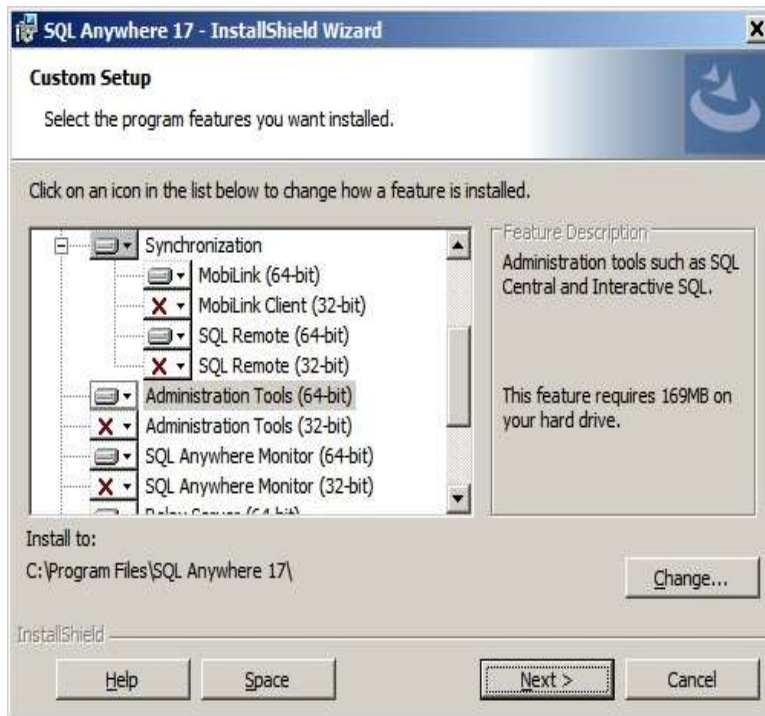 SQL Anywhere 17 - InstallShield Wizard
Custom Setup
Select the program features you want installed.
Click on an icon in the list below to change how a feature is installed.
Synchronization
MobiLink (64-bit)
MobiLink Client (32-bit)
SQL Remote (64-bit)
SQL Remote (32-bit)
Administration Tools (64-bit)
Administration Tools (32-bit)
SQL Anywhere Monitor (64-bit)
SQL Anywhere Monitor (32-bit)
Relay Server (64-bit)
Feature Description
Administration tools such as SQL
Central and Interactive SQL.
This feature requires 169MB on
your hard drive.
Install to:
C:\Program Files\SQL Anywhere 17\
Change...
InstallShield
Help
Space
Next >
Cancel